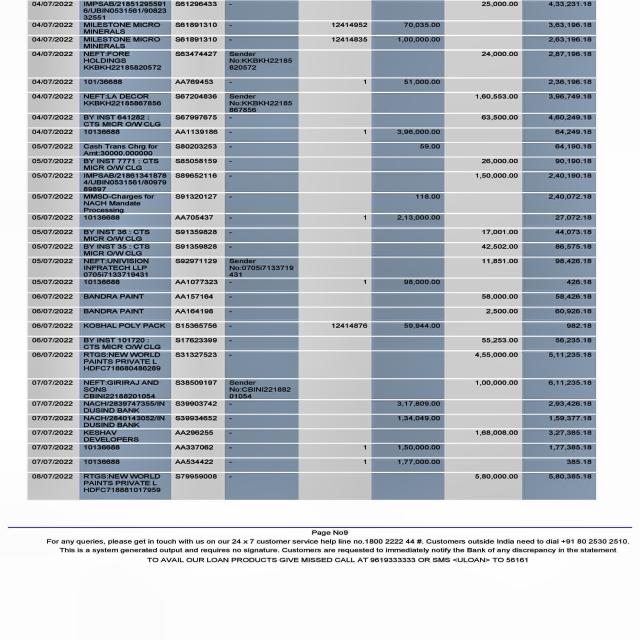 04/07/2022 IMPSAB/21851295591 S61296433 - 25,000.00 4,33,231.18
6/UBIN0531561/90823
32551
04/07/2022 MILESTONE MICRO S61891310 - 12414952 70,035.00 3,63,196.18
MINERALS
04/07/2022 MILESTONE MICRO S61891310 - 12414835 1,00,000.00 2,63,196.18
MINERALS
04/07/2022 NEFT:FORE S63474427 Sender 24,000.00 2,87,196.18
HOLDINGS No:KKBKH22185
KKBKH22185820572 820572
04/07/2022 101/36688 AA769453 - 1 51,000.00 2,36,196.18
04/07/2022 NEFT:LA DECOR S67204836 Sender 1,60,553.00 3,96,749.18
KKBKH22185867856 No:KKBKH22185
867856
04/07/2022 BY INST 641282 : S67997675 - 63,500.00 4,60,249.18
CTS MICR O/W CLG
04/07/2022 10136688 AA1139186 - 1 3,96,000.00 64,249.18
05/07/2022 Cash Trans Chrg for S80203253 - 59.00 64,190.18
Amt:30000.000000
05/07/2022 BY INST 7771 : CTS S85058159 - 26,000.00 90,190.18
MICR O/W CLG
05/07/2022 IMPSAB/21861341878 S89652116 - 1,50,000.00 2,40,190.18
4/UBIN0531561/80979
89897
05/07/2022 MMSD-Charges for S91320127 - 118.00 2,40,072.18
NACH Mandate
Processing
05/07/2022 10136688 AA705437 - 1 2,13,000.00 27,072.18
05/07/2022 BY INST 36 : CTS S91359828 - 17,001.00 44,073.18
MICR O/W CLG
05/07/2022 BY INST 35 : CTS S91359828 - 42,502.00 86,575.18
MICR O/W CLG
05/07/2022 NEFT:UNIVISION S92971129 Sender 11,851.00 98,426.18
INFRATECH LLP No:0705i7133719
0705i7133719431 431
05/07/2022 10136688 AA1077323 - 1 98,000.00 426.18
06/07/2022 BANDRA PAINT AA157164 - 58,000.00 58,426.18
06/07/2022 BANDRA PAINT AA164198 - 2,500.00 60,926.18
06/07/2022 KOSHAL POLY PACK S15365756 - 12414876 59,944.00 982.18
06/07/2022 BY INST 101720 : S17623399 - 55,253.00 56,235.18
CTS MICR O/W CLG
06/07/2022 RTGS:NEW WORLD S31327523 - 4,55,000.00 5,11,235.18
PAINTS PRIVATE L
HDFC718680486289
07/07/2022 NEFT:GIRIRAJ AND S38509197 Sender 1,00,000.00 6,11,235.18
SONS No:CBINI221882
CBINI22188201054 01054
07/07/2022 NACH/2839747355/IN S39903742 - 3,17,809.00 2,93,426.18
DUSIND BANK
07/07/2022 NACH/2840143052/IN S39934652 - 1,34,049.00 1,59,377.18
DUSIND BANK
07/07/2022 KESHAV AA296255 - 1,68,008.00 3,27,385.18
DEVELOPERS
07/07/2022 10136688 AA337062 - 1 1,50,000.00 1,77,385.18
07/07/2022 10136688 AA534422 - 1 1,77,000.00 385.18
08/07/2022 RTGS:NEW WORLD S79959008 - 5,80,000.00 5,80,385.18
PAINTS PRIVATE L
HDFC718881017959
Page No9
For any queries, please get in touch with us on our 24 x 7 customer service help line no.1800 2222 44 #. Customers outside India need to dial +91 80 2530 2510.
This is a system generated output and requires no signature. Customers are requested to immediately notify the Bank of any discrepancy in the statement
TO AVAIL OUR LOAN PRODUCTS GIVE MISSED CALL AT 9619333333 OR SMS <ULOAN> TO 56161